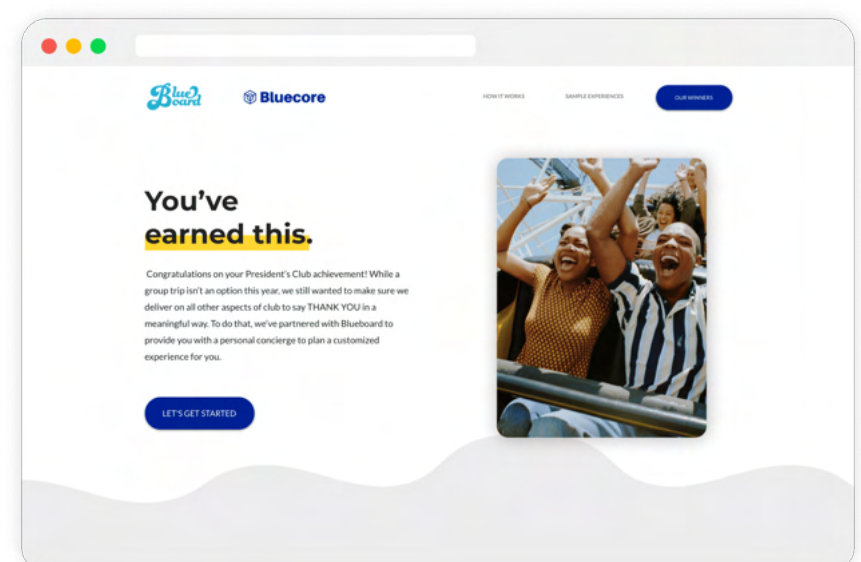 Blue Board
Bluecore
HOW IT WORKS
SAMPLE EXPERIENCES
OUR WINNERS
You've
earned this.
Congratulations on your President's Club achievement! While a
group trip isn't an option this year, we still wanted to make sure we
deliver on all other aspects of club to say THANK YOU in a
meaningful way. To do that, we've partnered with Blueboard to
provide you with a personal concierge to plan a customized
experience for you.
LET'S GET STARTED